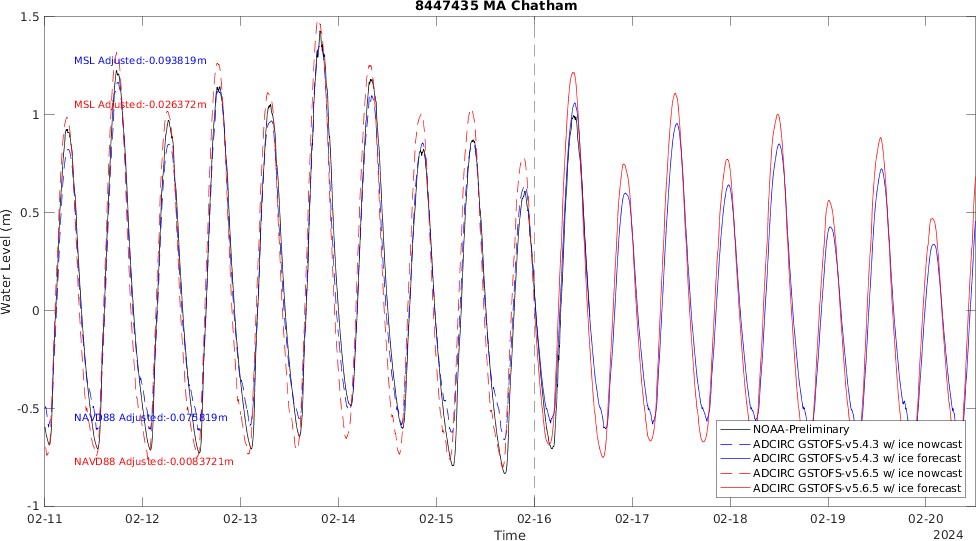 8447435 MA Chatham
1.5
MSL Adjusted:-0.093819m
MSL Adjusted:-0.026372m
1
0.5
Water Level (m)
0
-0.5
NAVD88 Adjusted:-0.075819m
NAVD88 Adjusted:-0.0083721m
-1
NOAA-Preliminary
ADCIRC GSTOFS-v5.4.3 w/ ice nowcast
ADCIRC GSTOFS-v5.4.3 w/ ice forecast
ADCIRC GSTOFS-v5.6.5 w/ ice nowcast
ADCIRC GSTOFS-v5.6.5 w/ ice forecast
02-11 02-12 02-13 02-14 02-15 02-16 02-17 02-18 02-19 02-20
Time
2024